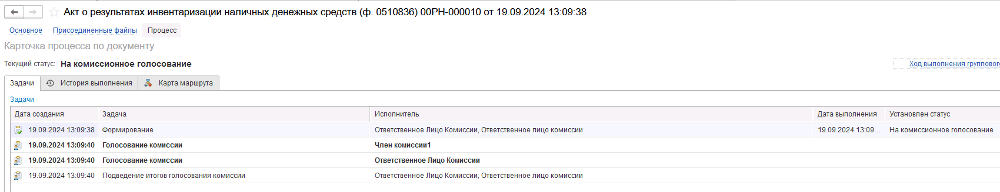 Акт о результатах инвентаризации наличных денежных средств (ф. 0510836) 00РН-000010 от 19.09.2024 13:09:38
Основное Присоединенные файлы Процесс
Карточка процесса по документу
Текущий статус: На комиссионное голосование
Ход выполнения группового
Задачи История выполнения Карта маршрута
Задачи
Дата создания Задача Исполнитель Дата выполнения Установлен статус
19.09.2024 13:09:38 Формирование Ответственное Лицо Комиссии, Ответственное лицо комиссии 19.09.2024 13:09... На комиссионное голосование
19.09.2024 13:09:40 Голосование комиссии Член комиссии1
19.09.2024 13:09:40 Голосование комиссии Ответственное Лицо Комиссии
19.09.2024 13:09:40 Подведение итогов голосования комиссии Ответственное Лицо Комиссии, Ответственное лицо комиссии